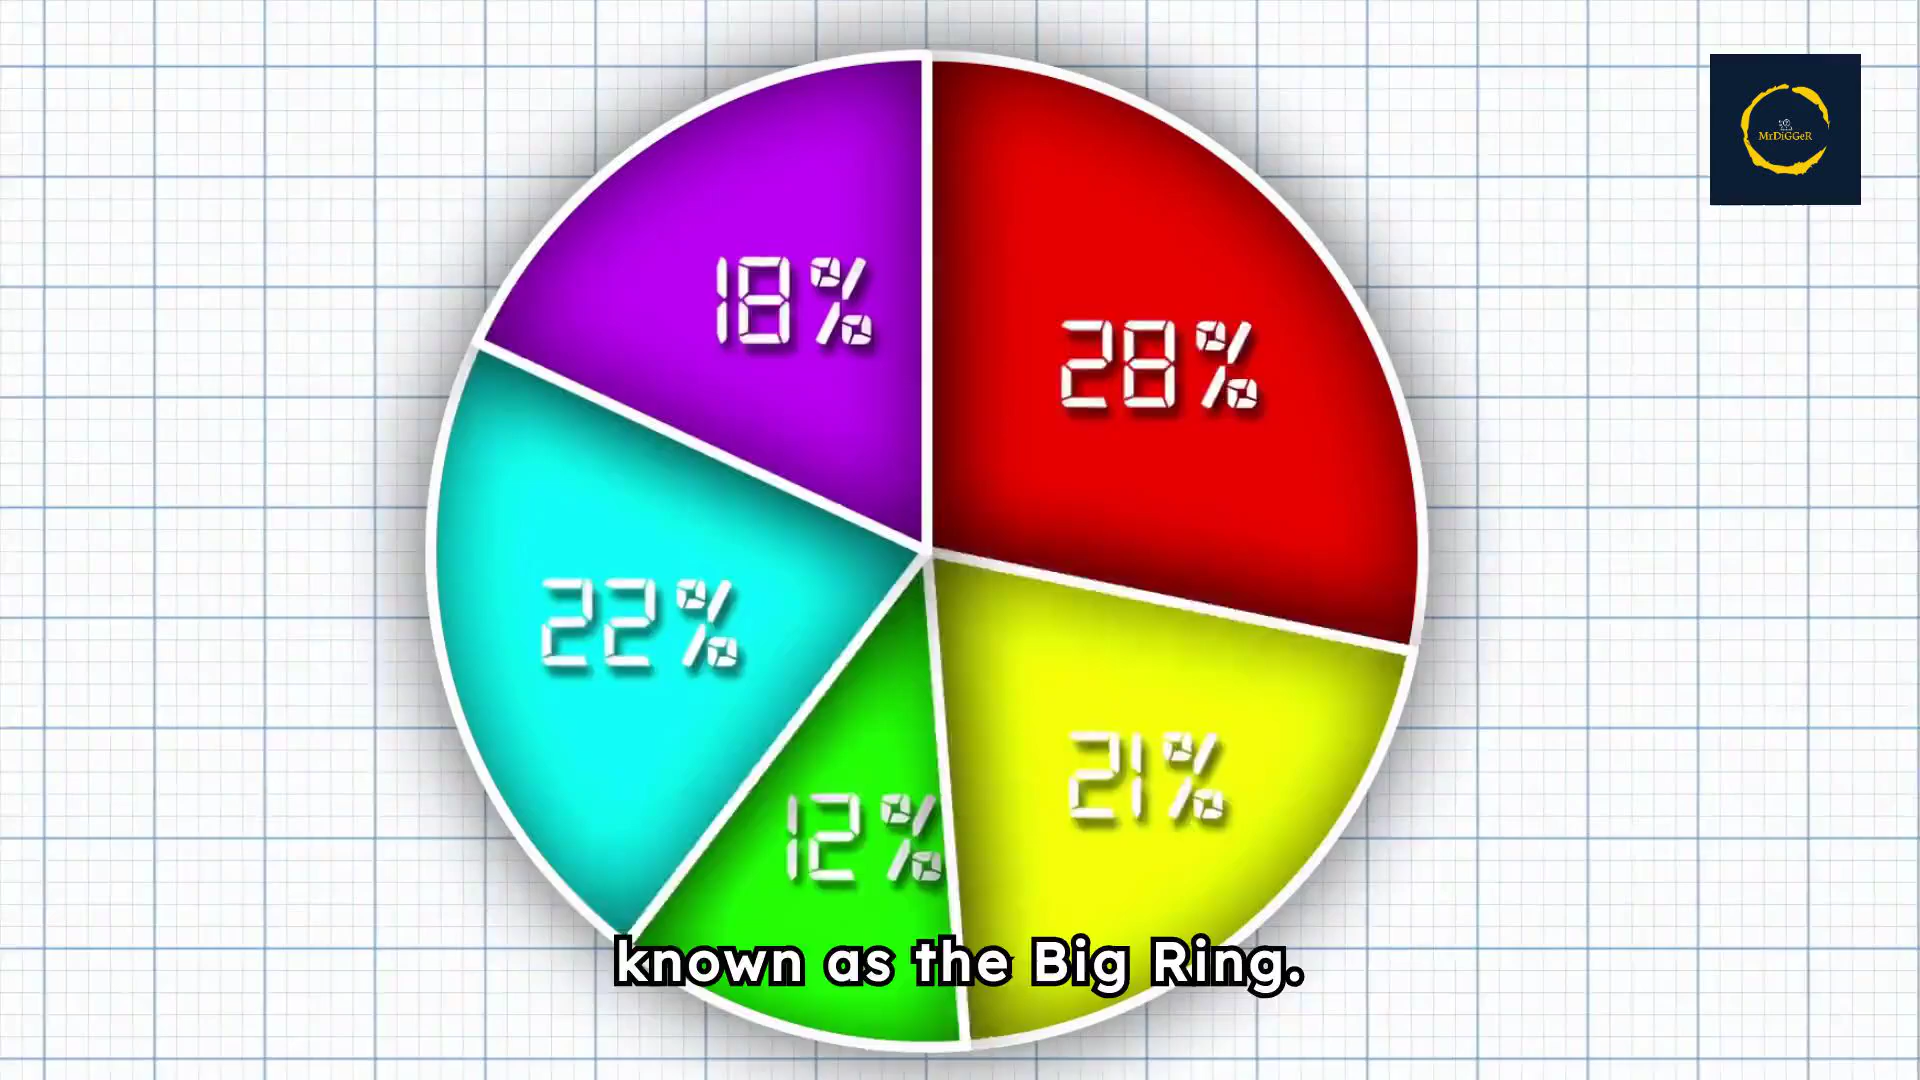 MrDiGGeR
18%
28%
22%
21%
12%
known as the Big Ring.